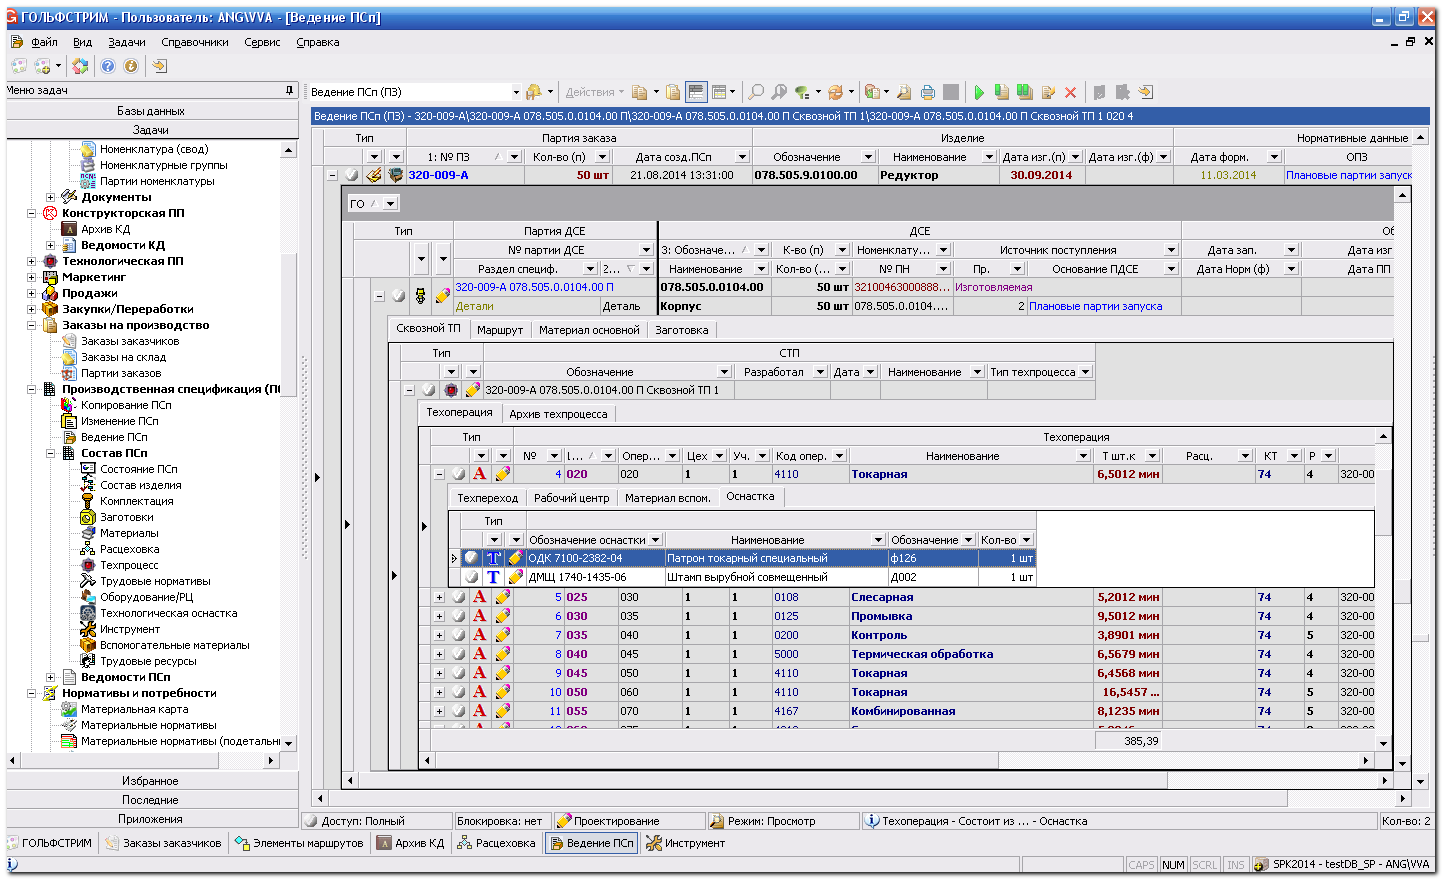 ГОЛЬФСТРИМ - Пользователь: ANG\VVA - [Ведение ПСп]
Файл Вид Задачи Справочники Сервис Справка
Меню задач
Базы данных
Задачи
Номенклатура (свод)
Номенклатурные группы
Партии номенклатуры
Документы
Конструкторская ПП
Архив КД
Ведомости КД
Технологическая ПП
Маркетинг
Продажи
Закупки/Переработки
Заказы на производство
Заказы заказчиков
Заказы на склад
Партии заказов
Производственная спецификация (ПС
Копирование ПСп
Изменение ПСп
Ведение ПСп
Состав ПСп
Состояние ПСп
Состав изделия
Комплектация
Заготовки
Материалы
Расцеховка
Техпроцесс
Трудовые нормативы
Оборудование/РЦ
Технологическая оснастка
Инструмент
Вспомогательные материалы
Трудовые ресурсы
Ведомости ПСп
Нормативы и потребности
Материальная карта
Материальные нормативы
Материальные нормативы (подетальн
Избранное
Последние
Приложения
Ведение ПСп (ПЗ) Действия
Ведение ПСп (ПЗ) - 320-009-А\320-009-А 078.505.0.0104.00 П\320-009-А 078.505.0.0104.00 П Сквозной ТП 1\320-009-А 078.505.0.0104.00 П Сквозной ТП 1 020 4
Тип Партия заказа Изделие Нормативные данные
1: № ПЗ Кол-во (п) Дата созд.ПСп Обозначение Наименование Дата изг.(п) Дата изг.(ф) Дата форм. ОПЗ
320-009-А 50 шт 21.08.2014 13:31:00 078.505.9.0100.00 Редуктор 30.09.2014 11.03.2014 Плановые партии запуск
ГО
Тип Партия ДСЕ ДСЕ Об
№ партии ДСЕ 3: Обозначе... К-во (п) Номенклату... Источник поступления Дата зап. Дата изг
Раздел специф. 2... Наименование Кол-во (... № ПН Пр. Основание ПДСЕ Дата Норм (ф) Дата ПП
320-009-А 078.505.0.0104.00 П 078.505.0.0104.00 50 шт 32100463000888... Изготовляемая
Детали Деталь Корпус 50 шт 078.505.0.0104.... 2 Плановые партии запуска
Сквозной ТП Маршрут Материал основной Заготовка
Тип СТП
Обозначение Разработал Дата Наименование Тип техпроцесса
320-009-А 078.505.0.0104.00 П Сквозной ТП 1
Техоперация Архив техпроцесса
Тип Техоперация
№ 1... Опер... Цех Уч. Код опер. Наименование Т шт.к Расц. КТ Р
4 020 020 4110 Токарная 6,5012 мин 74 4 320-00
Техпереход Рабочий центр Материал вспом. Оснастка
Тип
Обозначение оснастки Наименование Обозначение Кол-во
ОДК 7100-2382-04 Патрон токарный специальный ф126 1 шт
ДМЩ 1740-1435-06 Штамп вырубной совмещенный Д002 1 шт
5 025 030 1 1 0108 Слесарная 5,2012 мин 74 4 320-00
6 030 035 1 1 0125 Промывка 9,5012 мин 74 4 320-00
7 035 040 1 1 0200 Контроль 3,8901 мин 74 5 320-00
8 040 045 1 1 5000 Термическая обработка 6,5679 мин 74 4 320-00
9 045 050 1 1 4110 Токарная 6,4568 мин 74 4 320-00
10 050 060 1 1 4110 Токарная 16,5457 ... 74 5 320-00
11 055 070 1 1 4167 Комбинированная 8,1235 мин 74 5 320-00
385,39
Доступ: Полный Блокировка: нет Проектирование Режим: Просмотр Техоперация - Состоит из ... - Оснастка Кол-во: 2
ГОЛЬФСТРИМ Заказы заказчиков Элементы маршрутов Архив КД Расцеховка Ведение ПСп Инструмент
CAPS NUM SCRL INS SPK2014 - testDB_SP - ANG\VVA